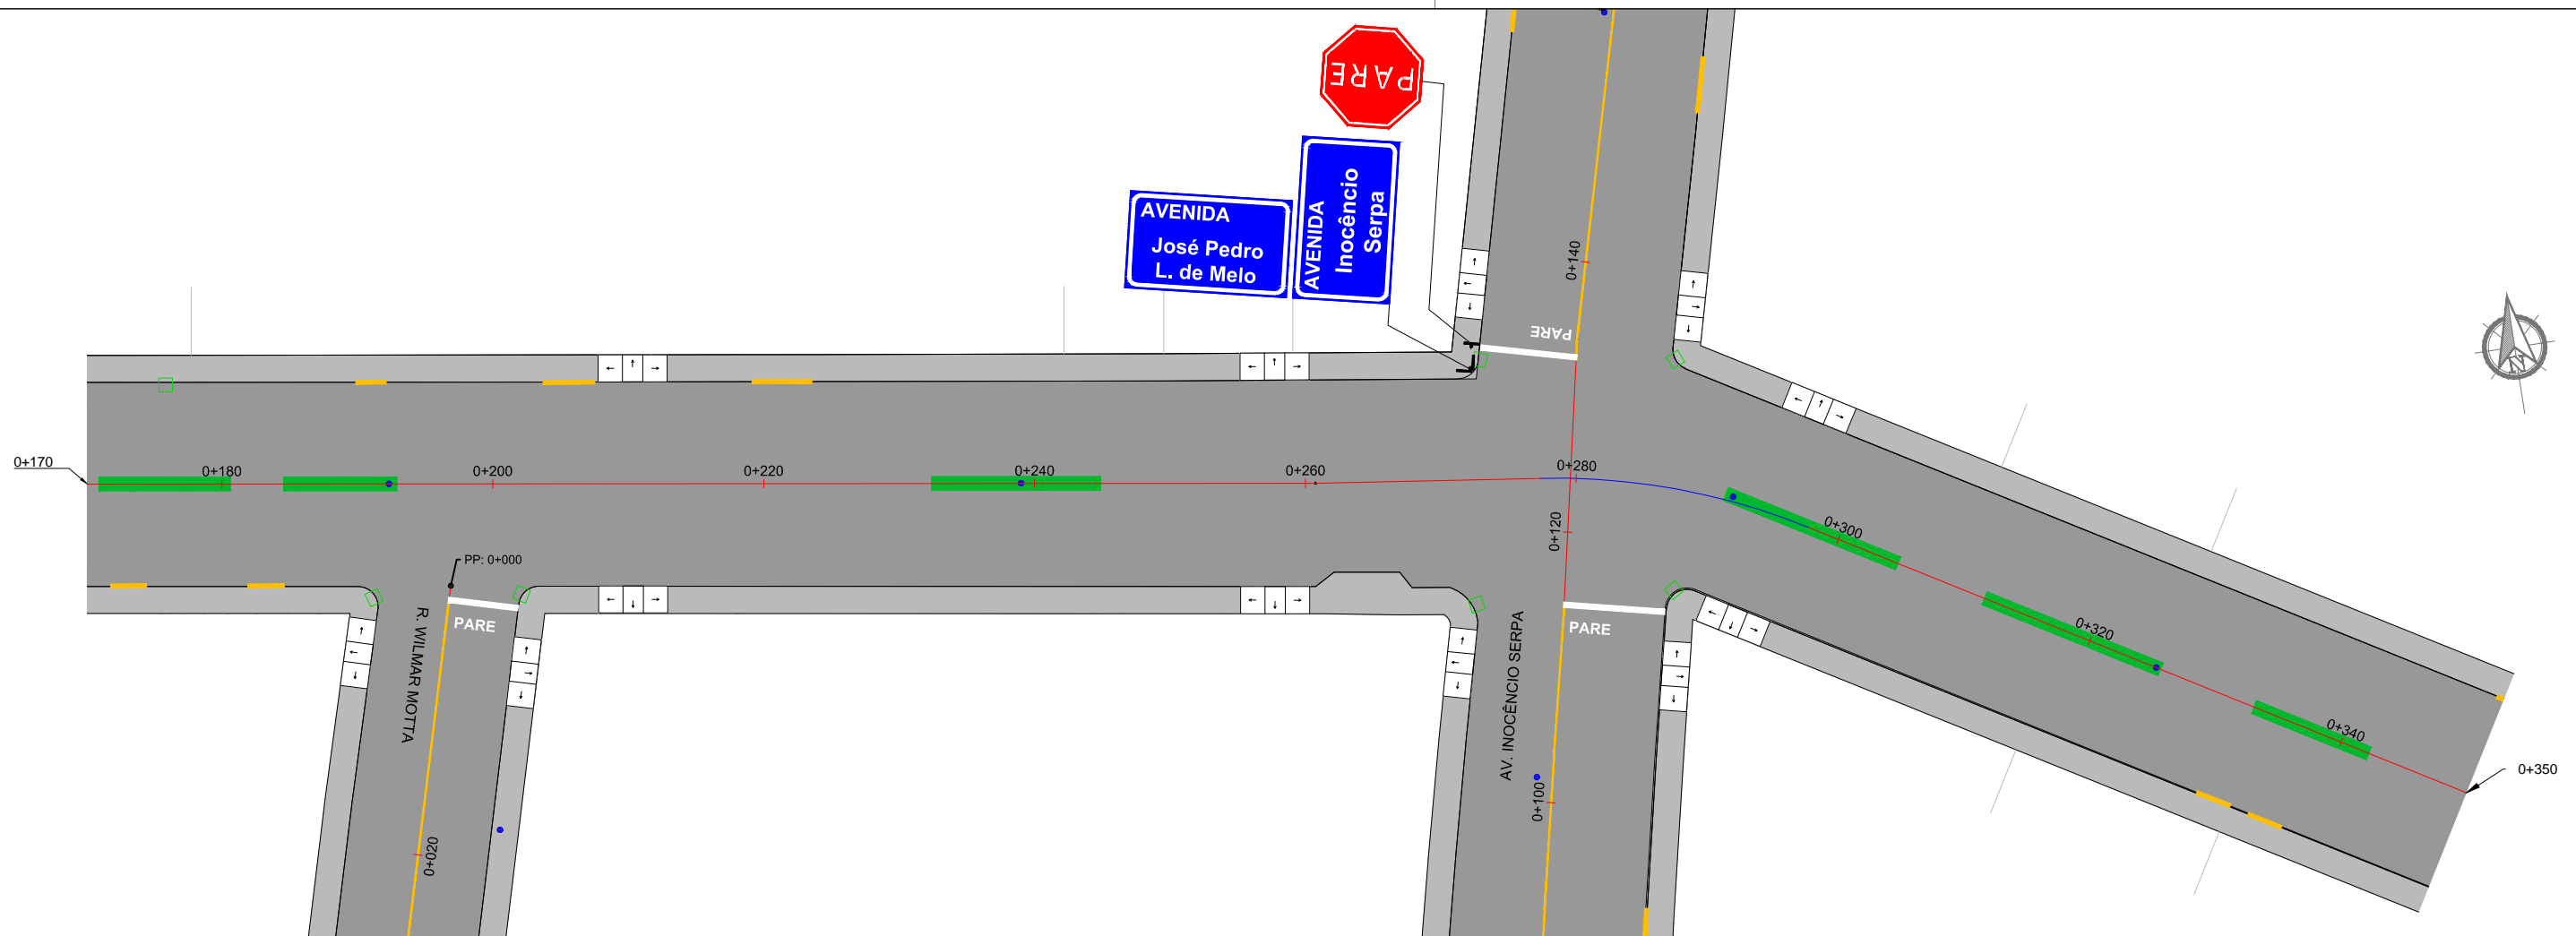 PARE
AVENIDA
José Pedro
L. de Melo
AVENIDA
Inocêncio
Serpa
0+140
PARE
N
0+170
0+180
0+200
0+220
0+240
0+260
0+280
0+300
0+320
0+340
0+350
0+120
PP: 0+000
PARE
R. WILMAR MOTTA
0+020
PARE
AV. INOCÊNCIO SERPA
0+100